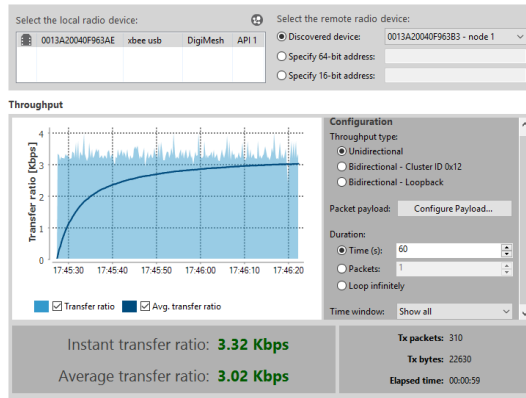 Select the local radio device:
Select the remote radio device:
0013A20040F963AE xbee usb DigiMesh API 1
Discovered device: 0013A20040F963B3 - node 1
Specify 64-bit address:
Specify 16-bit address:
Throughput
Transfer ratio [Kbps]
4
3
2
1
0
17:45:30 17:45:40 17:45:50 17:46:00 17:46:10 17:46:20
Transfer ratio Avg. transfer ratio
Configuration
Throughput type:
Unidirectional
Bidirectional - Cluster ID 0x12
Bidirectional - Loopback
Packet payload: Configure Payload...
Duration:
Time (s): 60
Packets: 1
Loop infinitely
Time window: Show all
Instant transfer ratio: 3.32 Kbps
Average transfer ratio: 3.02 Kbps
Tx packets: 310
Tx bytes: 22630
Elapsed time: 00:00:59